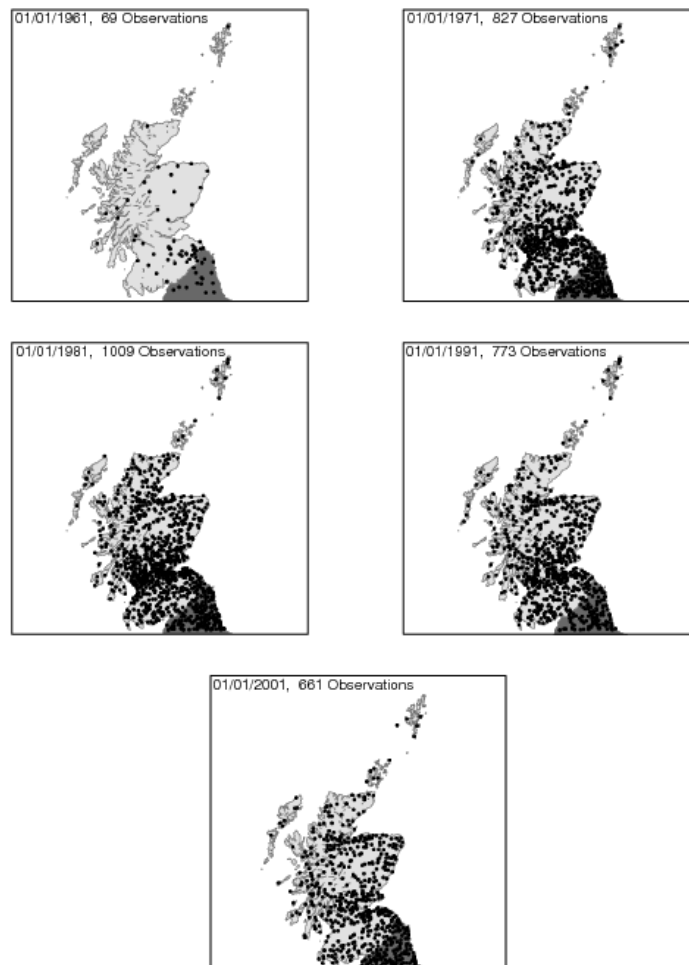 01/01/1961, 69 Observations
01/01/1971, 827 Observations
01/01/1981, 1009 Observations
01/01/1991, 773 Observations
01/01/2001, 661 Observations